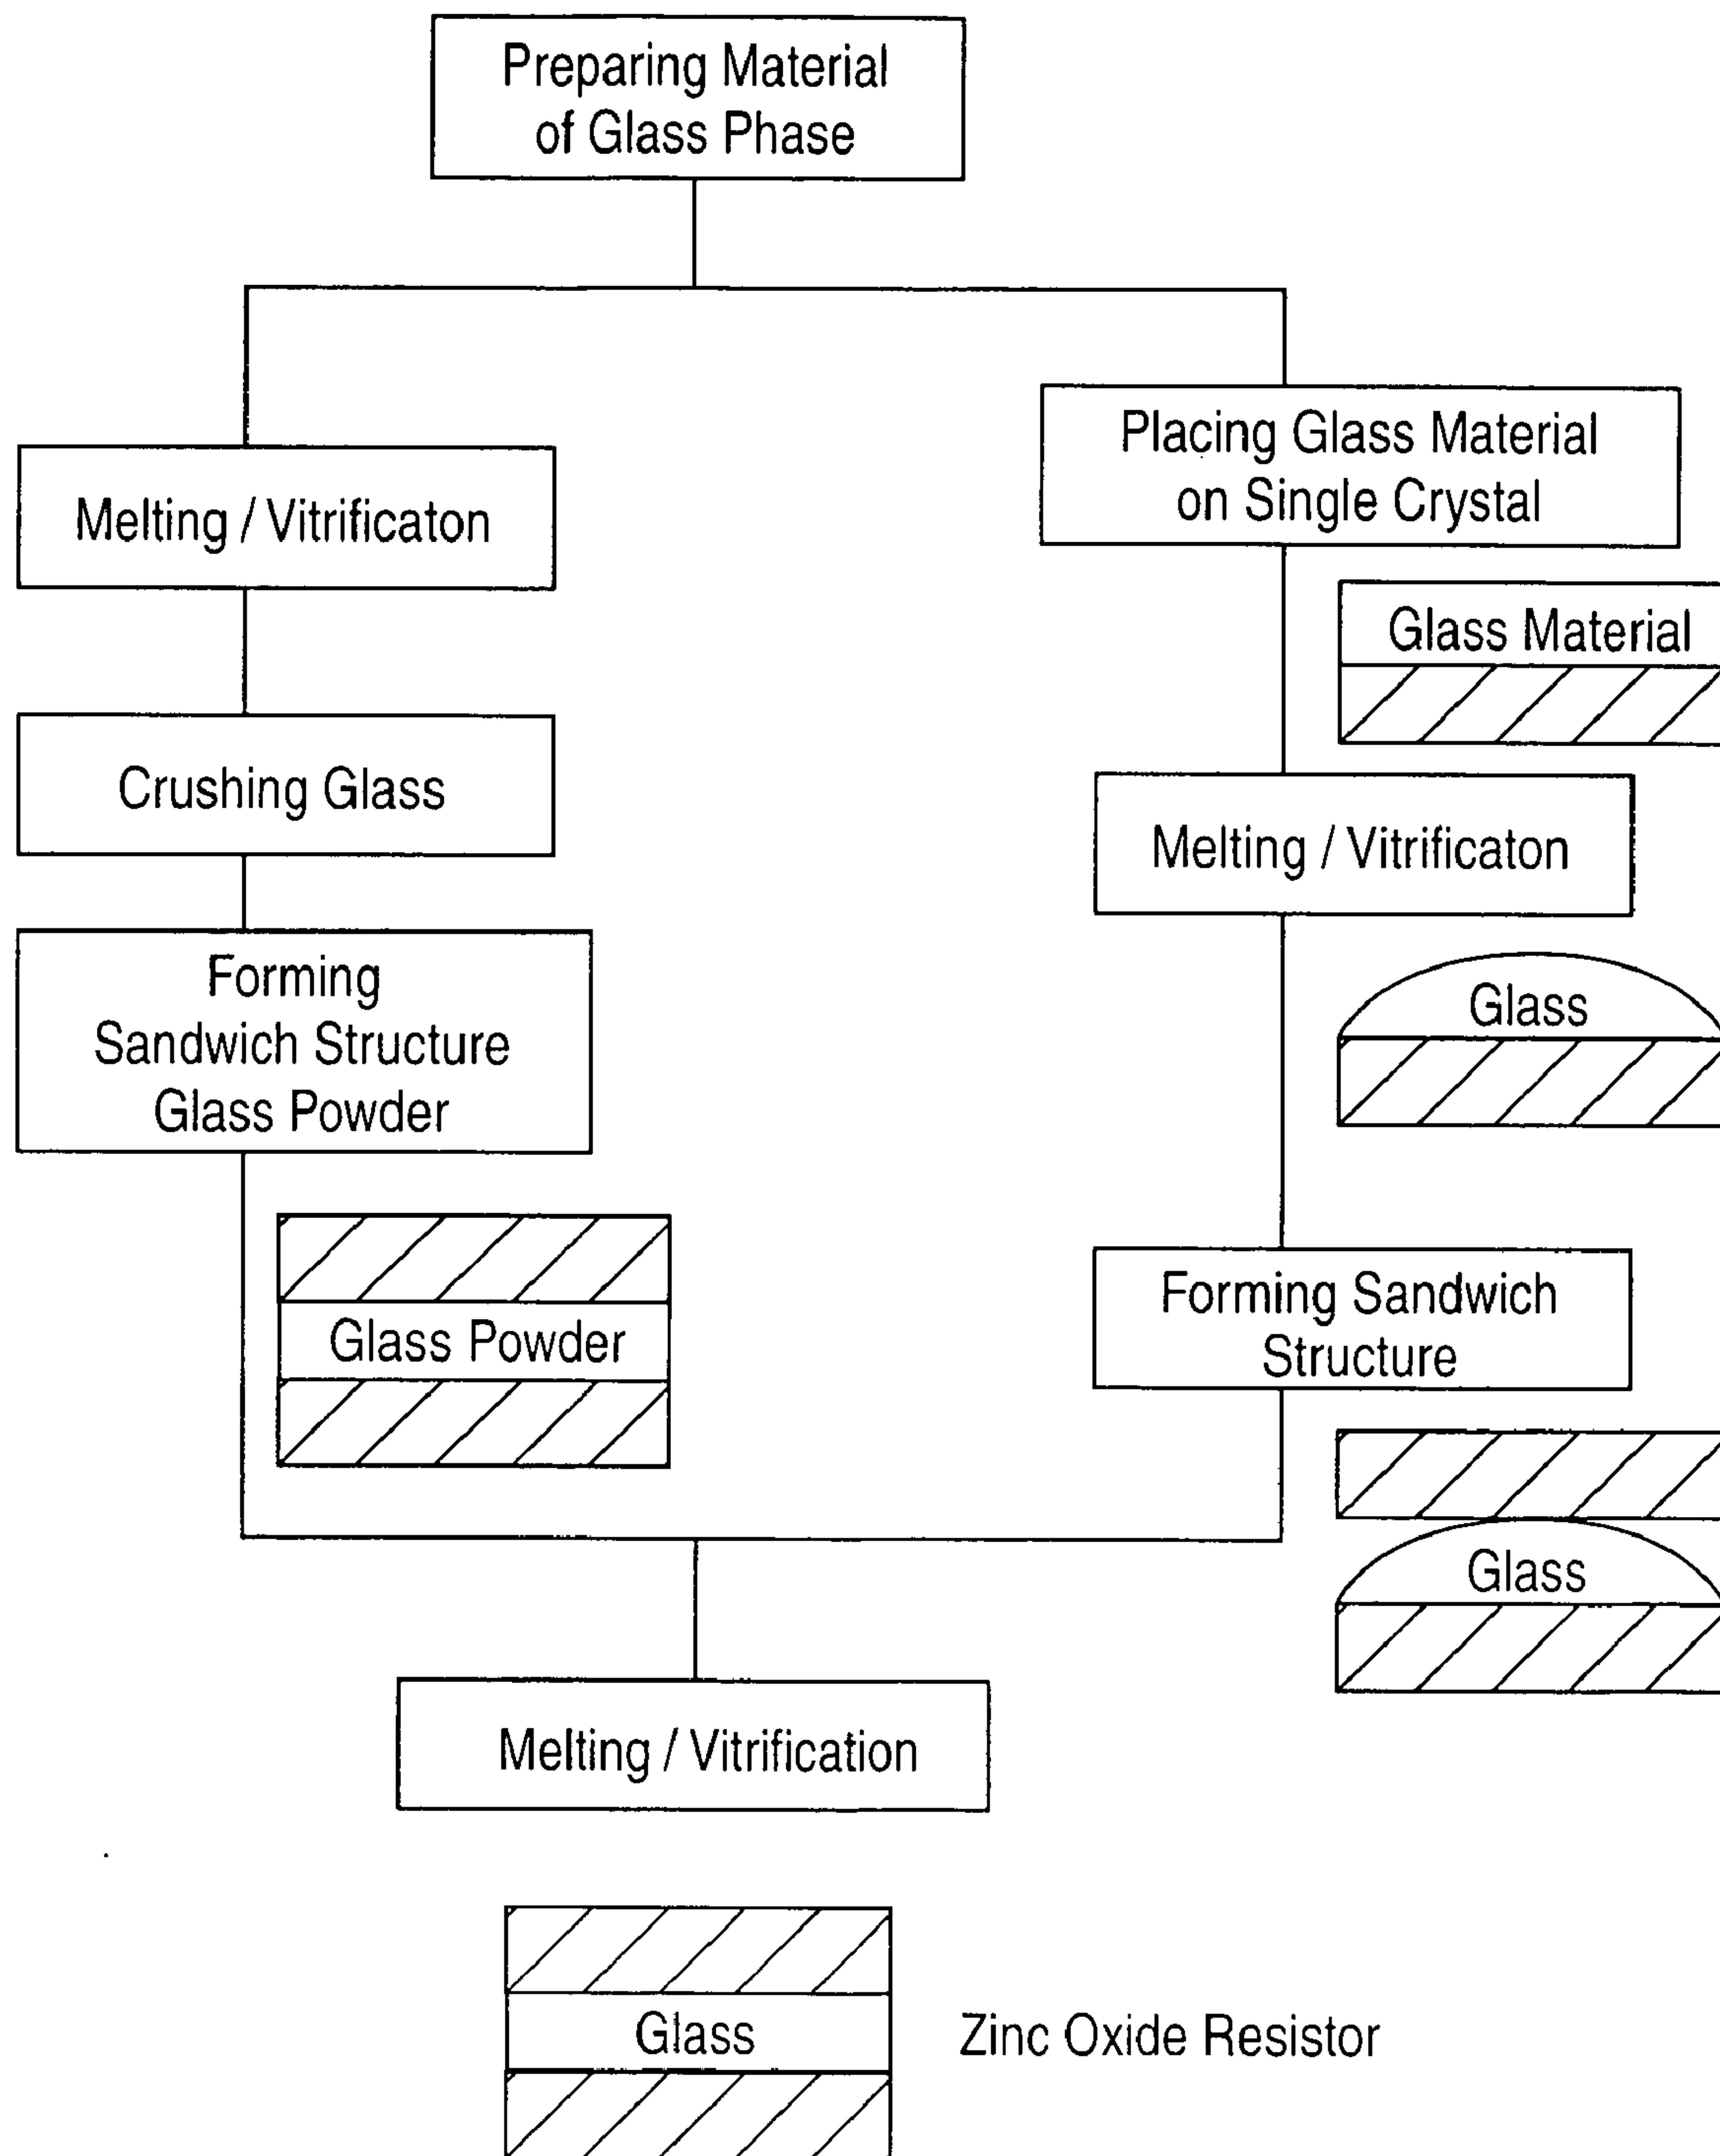 Preparing Material
of Glass Phase
Melting / Vitrificaton
Crushing Glass
Forming
Sandwich Structure
Glass Powder
Glass Powder
Placing Glass Material
on Single Crystal
Glass Material
Melting / Vitrificaton
Glass
Forming Sandwich
Structure
Glass
Melting / Vitrification
Glass
Zinc Oxide Resistor